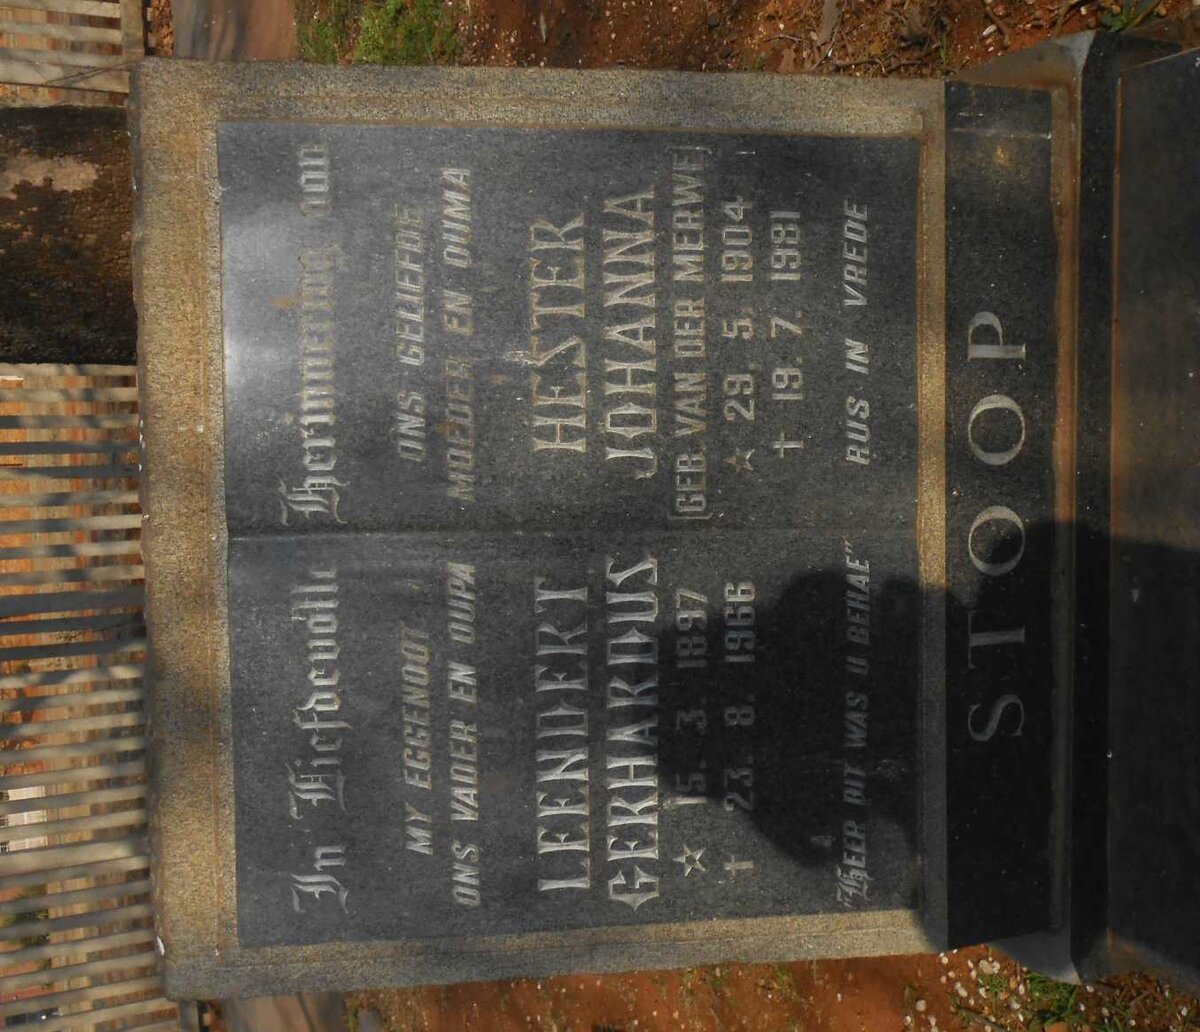 In Liefdevolle Herinnering aan
MY EGGENOOT
ONS VADER EN OUPA
LEENDERT
GERHARDUS
☆ 15. 3. 1897
† 23. 8. 1966
"HEER DIT WAS U GENAE"
ONS GELIEFDE
MOEDER EN OUMA
HESTER
JOHANNA
(GEB. VAN DER MERWE)
☆ 29. 5. 1904
† 19. 7. 1981
RUS IN VREDE
STOOP